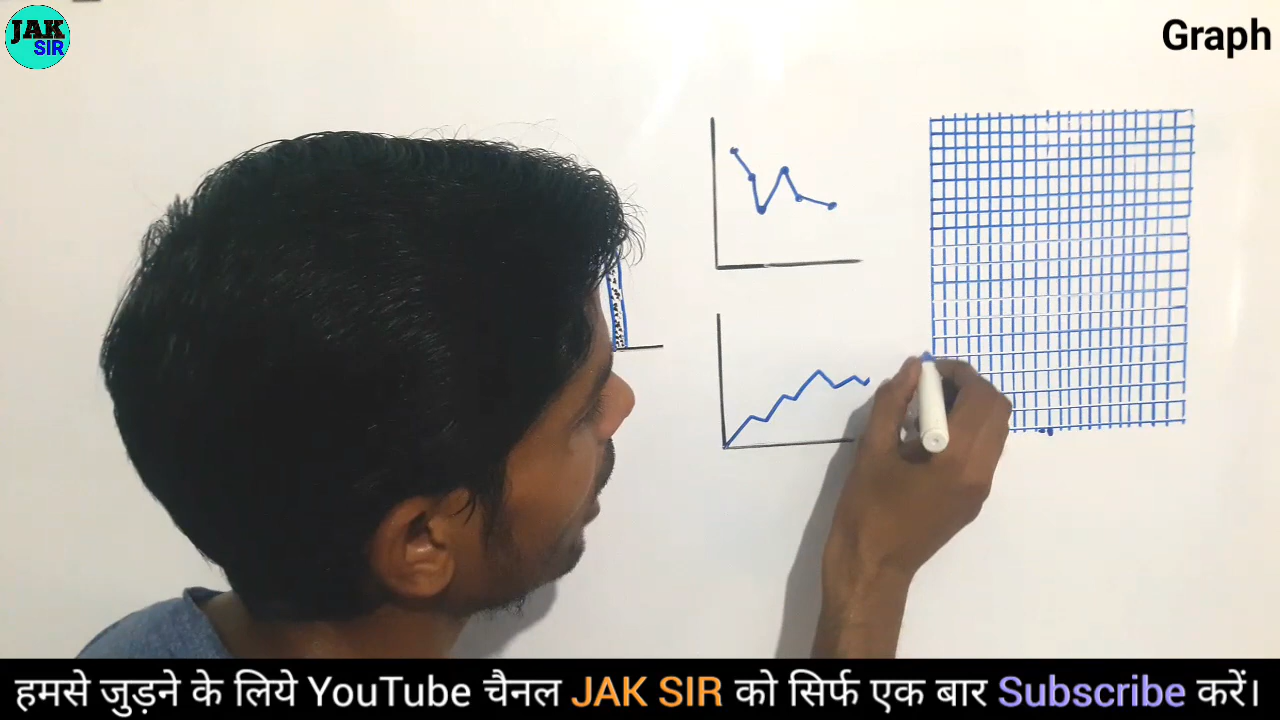 JAK
SIR
Graph
हमसे जुड़ने के लिये YouTube चैनल JAK SIR को सिर्फ एक बार Subscribe करें।